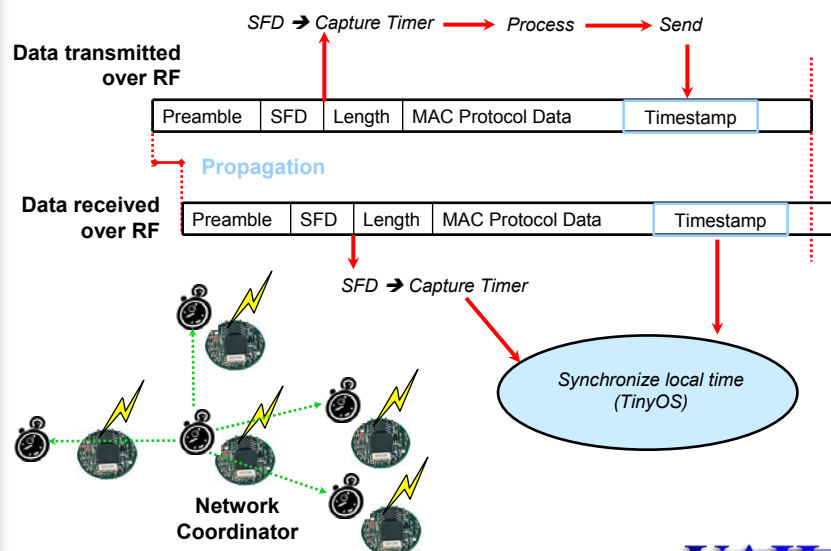 SFD ➔ Capture Timer Process Send
Data transmitted
over RF
Preamble SFD Length MAC Protocol Data Timestamp
Propagation
Data received
over RF
Preamble SFD Length MAC Protocol Data Timestamp
SFD ➔ Capture Timer
Synchronize local time
(TinyOS)
Network
Coordinator